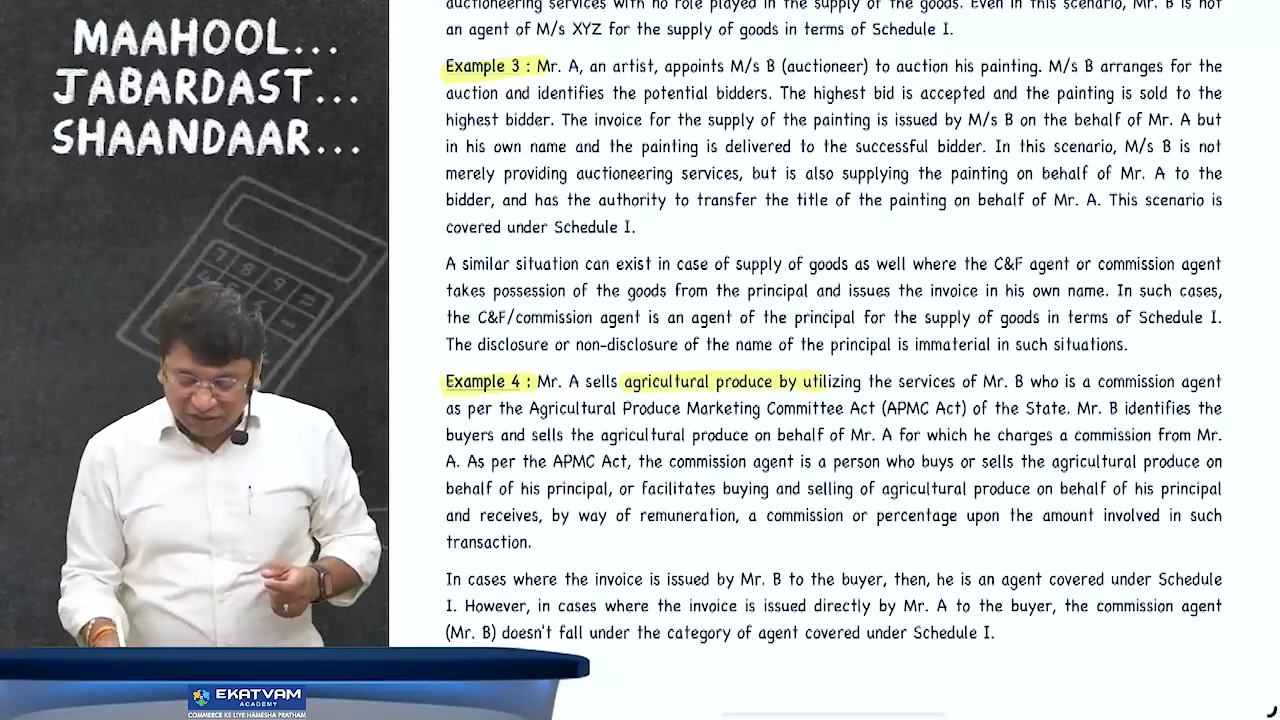 MAAHOOL...
JABARDAST...
SHAANDAAR...
7 8 9
auctioneering services with no role played in the supply of the goods. Even in this scenario, Mr. B is not
an agent of M/s XYZ for the supply of goods in terms of Schedule I.
Example 3 : Mr. A, an artist, appoints M/s B (auctioneer) to auction his painting. M/s B arranges for the
auction and identifies the potential bidders. The highest bid is accepted and the painting is sold to the
highest bidder. The invoice for the supply of the painting is issued by M/s B on the behalf of Mr. A but
in his own name and the painting is delivered to the successful bidder. In this scenario, M/s B is not
merely providing auctioneering services, but is also supplying the painting on behalf of Mr. A to the
bidder, and has the authority to transfer the title of the painting on behalf of Mr. A. This scenario is
covered under Schedule I.
A similar situation can exist in case of supply of goods as well where the C&F agent or commission agent
takes possession of the goods from the principal and issues the invoice in his own name. In such cases,
the C&F/commission agent is an agent of the principal for the supply of goods in terms of Schedule I.
The disclosure or non-disclosure of the name of the principal is immaterial in such situations.
Example 4 : Mr. A sells agricultural produce by utilizing the services of Mr. B who is a commission agent
as per the Agricultural Produce Marketing Committee Act (APMC Act) of the State. Mr. B identifies the
buyers and sells the agricultural produce on behalf of Mr. A for which he charges a commission from Mr.
A. As per the APMC Act, the commission agent is a person who buys or sells the agricultural produce on
behalf of his principal, or facilitates buying and selling of agricultural produce on behalf of his principal
and receives, by way of remuneration, a commission or percentage upon the amount involved in such
transaction.
In cases where the invoice is issued by Mr. B to the buyer, then, he is an agent covered under Schedule
I. However, in cases where the invoice is issued directly by Mr. A to the buyer, the commission agent
(Mr. B) doesn't fall under the category of agent covered under Schedule I.
EKATVAM
ACADEMY
COMMERCE KE LIYE HAMESHA PRATHAM